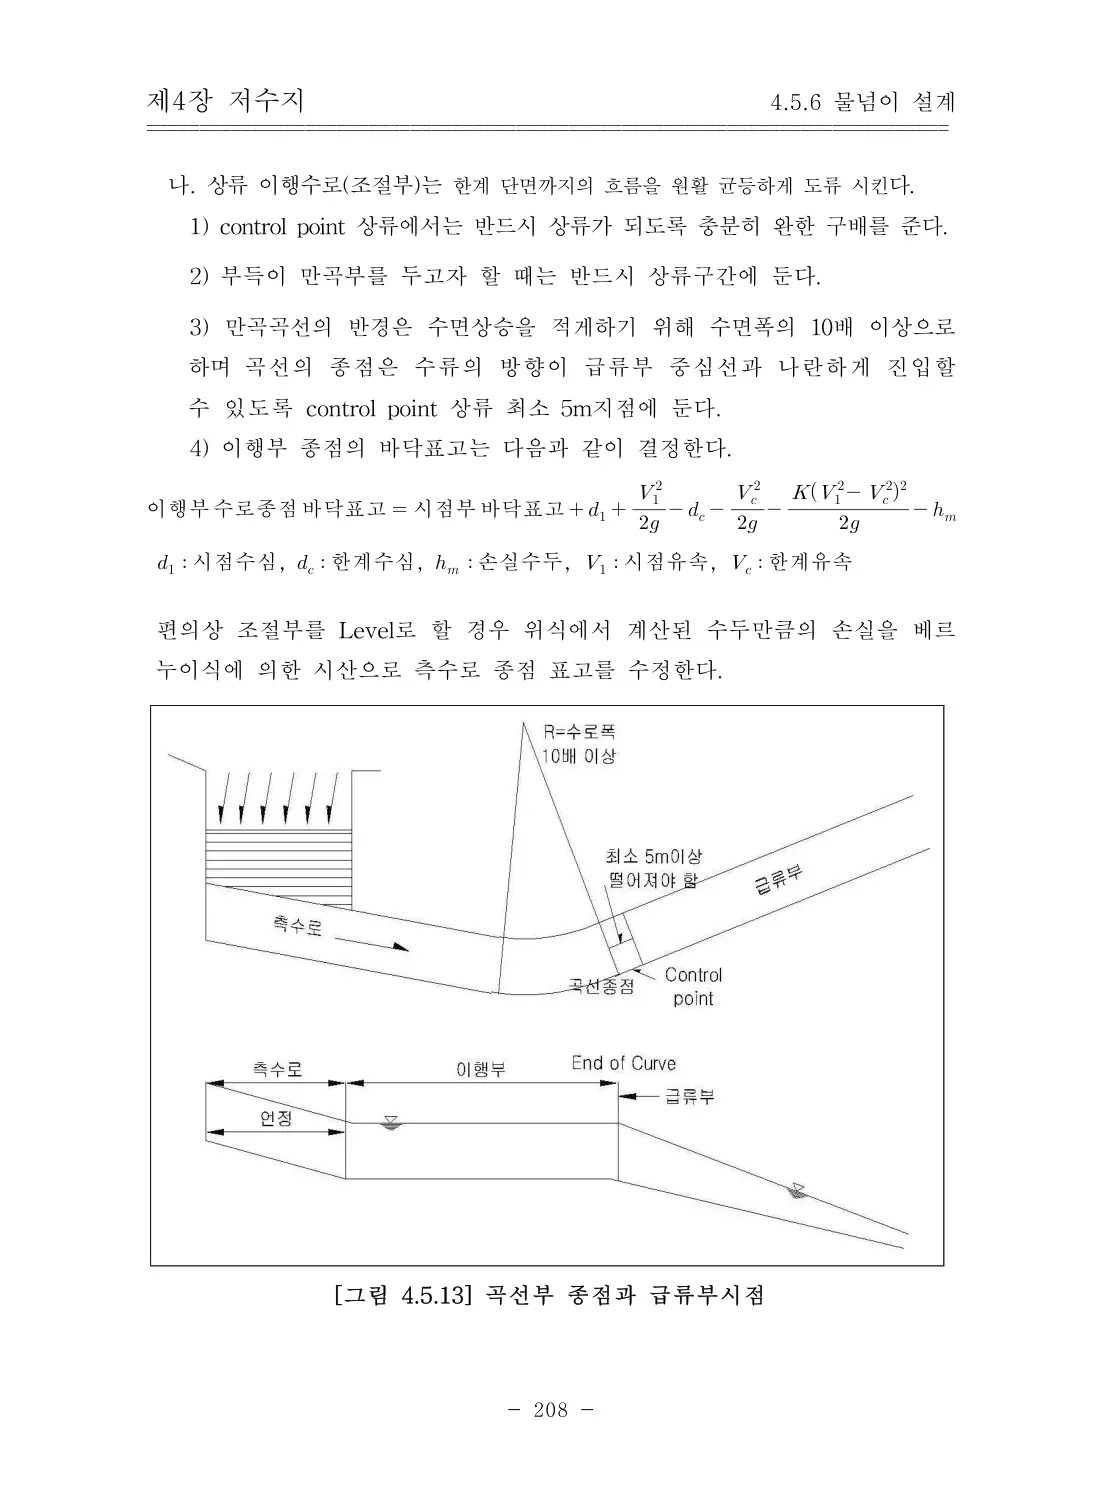 제4장 저수지 4.5.6 물넘이 설계
나. 상류 이행수로(조절부)는 한계 단면까지의 흐름을 원활 균등하게 도류 시킨다.
1) control point 상류에서는 반드시 상류가 되도록 충분히 완한 구배를 준다.
2) 부득이 만곡부를 두고자 할 때는 반드시 상류구간에 둔다.
3) 만곡곡선의 반경은 수면상승을 적게하기 위해 수면폭의 10배 이상으로
하며 곡선의 종점은 수류의 방향이 급류부 중심선과 나란하게 진입할
수 있도록 control point 상류 최소 5m지점에 둔다.
4) 이행부 종점의 바닥표고는 다음과 같이 결정한다.
이행부 수로종점 바닥표고 = 시점부 바닥표고 + d₁ + V₁²/2g − d_c − V_c²/2g − K(V₁² − V_c²)²/2g − h_m
d₁ : 시점수심, d_c : 한계수심, h_m : 손실수두, V₁ : 시점유속, V_c : 한계유속
편의상 조절부를 Level로 할 경우 위식에서 계산된 수두만큼의 손실을 베르
누이식에 의한 시산으로 측수로 종점 표고를 수정한다.
R=수로폭
10배 이상
최소 5m이상
떨어져야 함
급류부
측수로
곡선종점
Control
point
측수로
이행부
End of Curve
급류부
언정
[그림 4.5.13] 곡선부 종점과 급류부시점
- 208 -